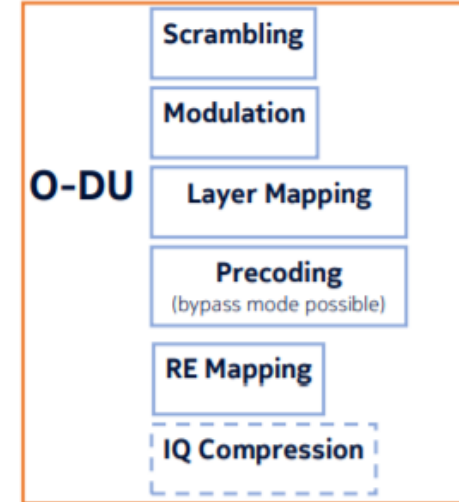 Scrambling
Modulation
O-DU
Layer Mapping
Precoding
(bypass mode possible)
RE Mapping
IQ Compression